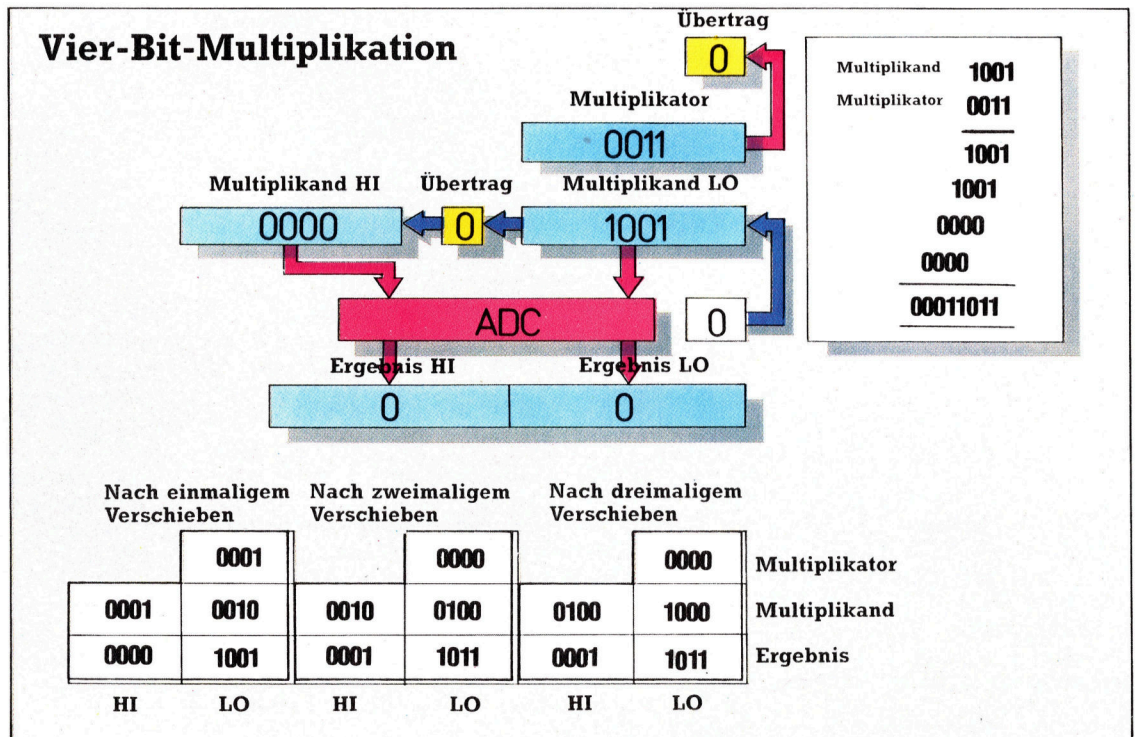 Vier-Bit-Multiplikation
Übertrag
0
Multiplikator
0011
Multiplikand HI Übertrag Multiplikand LO
0000 0 1001
ADC 0
Ergebnis HI Ergebnis LO
0 0
Multiplikand 1001
Multiplikator 0011
1001
1001
0000
0000
00011011
Nach einmaligem Verschieben
Nach zweimaligem Verschieben
Nach dreimaligem Verschieben
0001 0000 0000 Multiplikator
0001 0010 0010 0100 0100 1000 Multiplikand
0000 1001 0001 1011 0001 1011 Ergebnis
HI LO HI LO HI LO